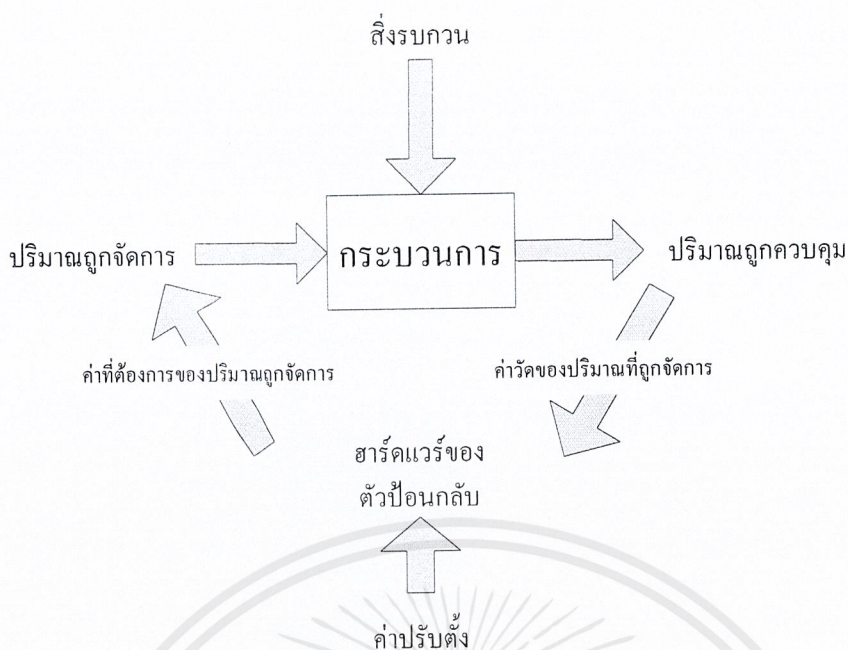 สิ่งรบกวน
ปริมาณถูกจัดการ
กระบวนการ
ปริมาณถูกควบคุม
ค่าที่ต้องการของปริมาณถูกจัดการ
ค่าวัดของปริมาณที่ถูกจัดการ
ฮาร์ดแวร์ของ
ตัวป้อนกลับ
ค่าปรับตั้ง